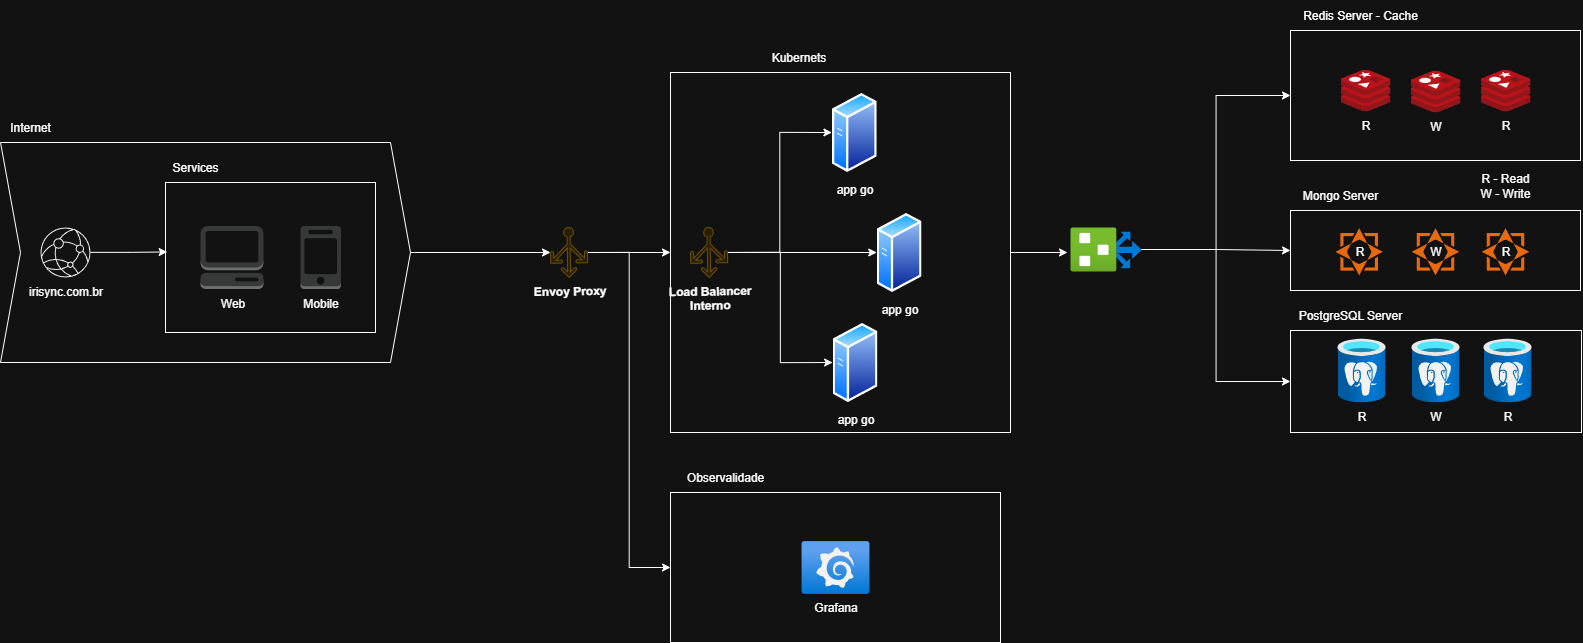 Internet
Services
irisync.com.br
Web
Mobile
Envoy Proxy
Kubernets
Load Balancer
Interno
app go
app go
app go
Observalidade
Grafana
Redis Server - Cache
R
W
R
R - Read
W - Write
Mongo Server
R
W
R
PostgreSQL Server
R
W
R